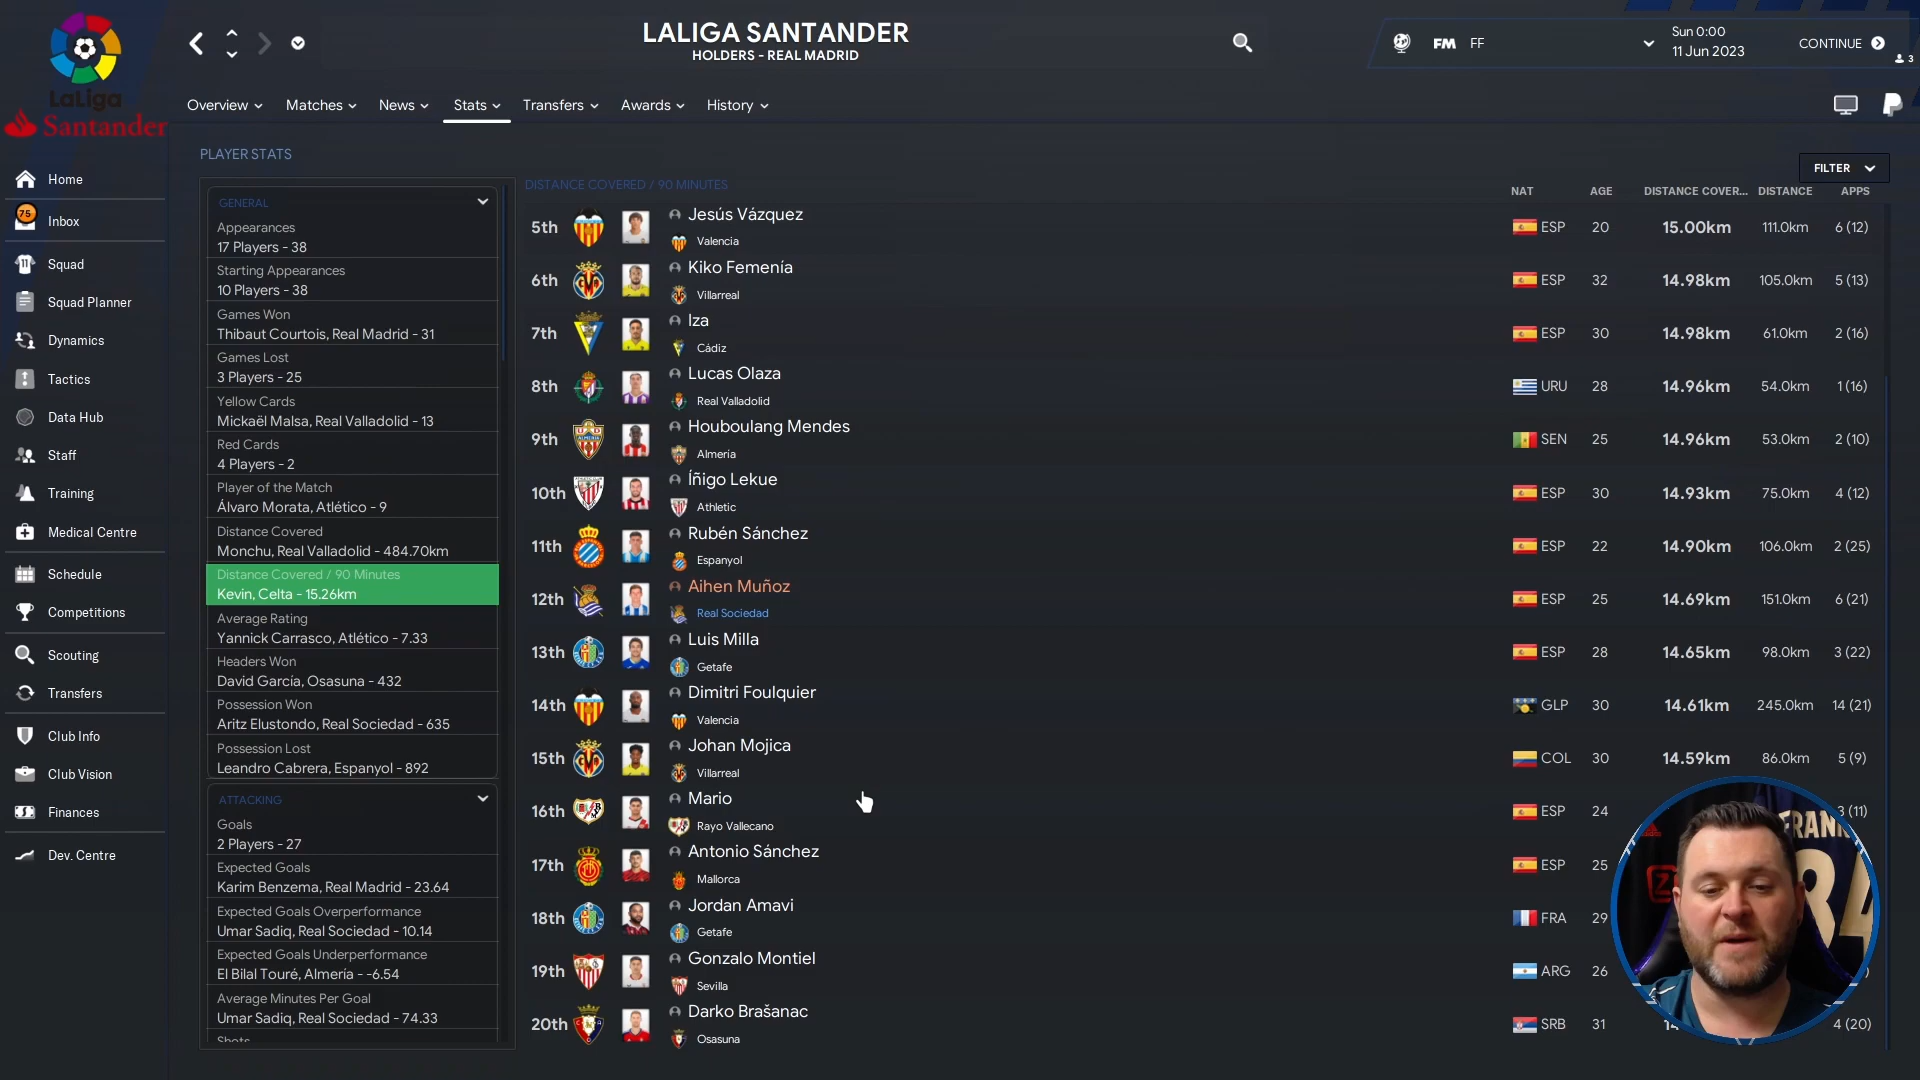 LALIGA SANTANDER
HOLDERS - REAL MADRID
FM FF
Sun 0:00
11 Jun 2023
CONTINUE
3
LaLiga
Santander
Overview
Matches
News
Stats
Transfers
Awards
History
PLAYER STATS
FILTER
Home
75
Inbox
Squad
Squad Planner
Dynamics
Tactics
Data Hub
Staff
Training
Medical Centre
Schedule
Competitions
Scouting
Transfers
Club Info
Club Vision
Finances
Dev. Centre
GENERAL
Appearances
17 Players - 38
Starting Appearances
10 Players - 38
Games Won
Thibaut Courtois, Real Madrid - 31
Games Lost
3 Players - 25
Yellow Cards
Mickaël Malsa, Real Valladolid - 13
Red Cards
4 Players - 2
Player of the Match
Álvaro Morata, Atlético - 9
Distance Covered
Monchu, Real Valladolid - 484.70km
Distance Covered / 90 Minutes
Kevin, Celta - 15.26km
Average Rating
Yannick Carrasco, Atlético - 7.33
Headers Won
David García, Osasuna - 432
Possession Won
Aritz Elustondo, Real Sociedad - 635
Possession Lost
Leandro Cabrera, Espanyol - 892
ATTACKING
Goals
2 Players - 27
Expected Goals
Karim Benzema, Real Madrid - 23.64
Expected Goals Overperformance
Umar Sadiq, Real Sociedad - 10.14
Expected Goals Underperformance
El Bilal Touré, Almería - -6.54
Average Minutes Per Goal
Umar Sadiq, Real Sociedad - 74.33
Shots
DISTANCE COVERED / 90 MINUTES
NAT AGE DISTANCE COVER... DISTANCE APPS
5th Jesús Vázquez ESP 20 15.00km 111.0km 6 (12)
Valencia
6th Kiko Femenía ESP 32 14.98km 105.0km 5 (13)
Villarreal
7th Iza ESP 30 14.98km 61.0km 2 (16)
Cádiz
8th Lucas Olaza URU 28 14.96km 54.0km 1 (16)
Real Valladolid
9th Houboulang Mendes SEN 25 14.96km 53.0km 2 (10)
Almería
10th Íñigo Lekue ESP 30 14.93km 75.0km 4 (12)
Athletic
11th Rubén Sánchez ESP 22 14.90km 106.0km 2 (25)
Espanyol
12th Aihen Muñoz ESP 25 14.69km 151.0km 6 (21)
Real Sociedad
13th Luis Milla ESP 28 14.65km 98.0km 3 (22)
Getafe
14th Dimitri Foulquier GLP 30 14.61km 245.0km 14 (21)
Valencia
15th Johan Mojica COL 30 14.59km 86.0km 5 (9)
Villarreal
16th Mario ESP 24 3 (11)
Rayo Vallecano
17th Antonio Sánchez ESP 25
Mallorca
18th Jordan Amavi FRA 29
Getafe
19th Gonzalo Montiel ARG 26
Sevilla
20th Darko Brašanac SRB 31 4 (20)
Osasuna
FRANK